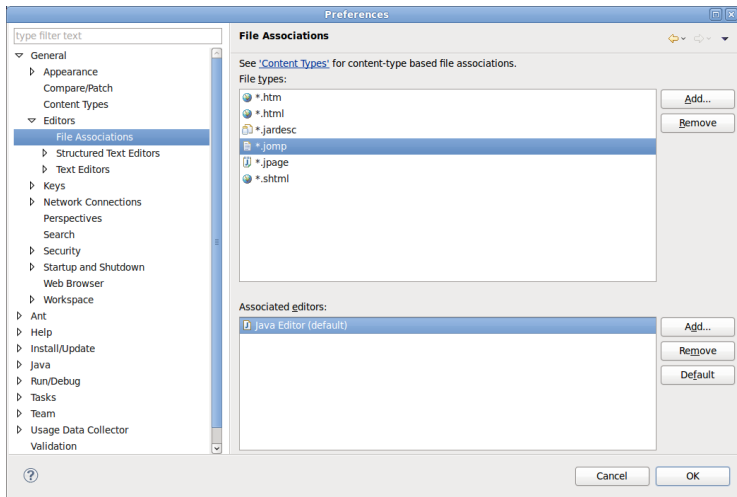 Preferences
type filter text
General
Appearance
Compare/Patch
Content Types
Editors
File Associations
Structured Text Editors
Text Editors
Keys
Network Connections
Perspectives
Search
Security
Startup and Shutdown
Web Browser
Workspace
Ant
Help
Install/Update
Java
Run/Debug
Tasks
Team
Usage Data Collector
Validation
File Associations
See 'Content Types' for content-type based file associations.
File types:
*.htm
*.html
*.jardesc
*.jomp
*.jpage
*.shtml
Add...
Remove
Associated editors:
Java Editor (default)
Add...
Remove
Default
Cancel
OK